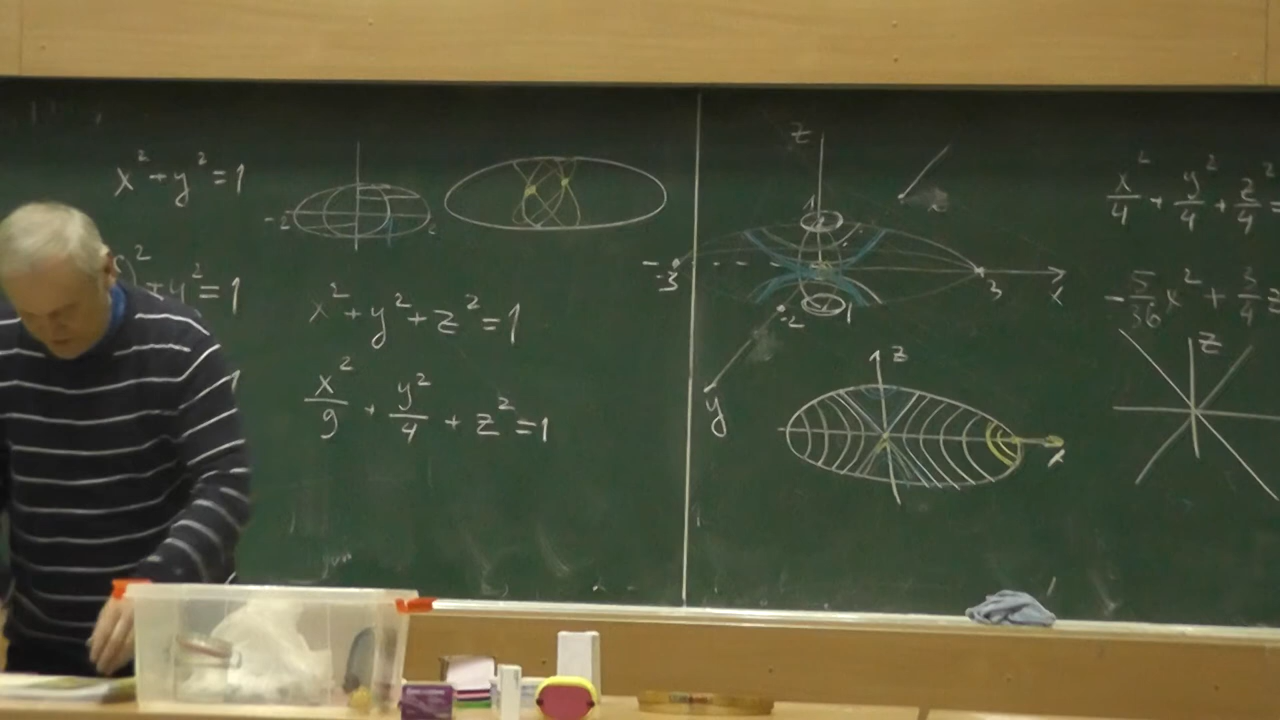 x² + y² = 1
)² + y² = 1
-2
x² + y² + z² = 1
x²/9 + y²/4 + z² = 1
z
1
-3
3
x
-2
1
y
z
x
x²/4 + y²/4 + z²/4 =
-5/36 x² + 3/4 z
z